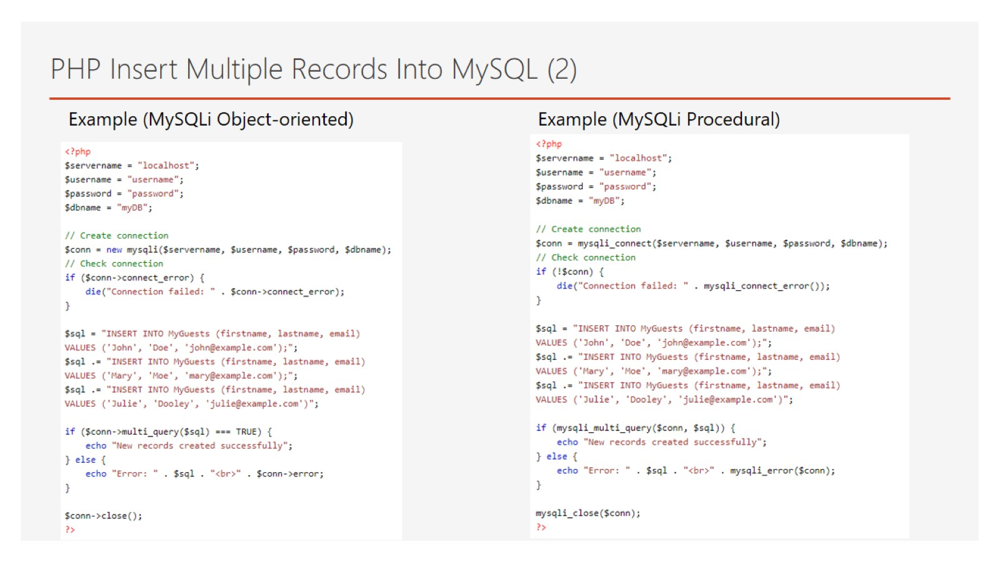 PHP Insert Multiple Records Into MySQL (2)
Example (MySQLi Object-oriented)
<?php
$servername = "localhost";
$username = "username";
$password = "password";
$dbname = "myDB";

// Create connection
$conn = new mysqli($servername, $username, $password, $dbname);
// Check connection
if ($conn->connect_error) {
    die("Connection failed: " . $conn->connect_error);
}

$sql = "INSERT INTO MyGuests (firstname, lastname, email)
VALUES ('John', 'Doe', 'john@example.com');";
$sql .= "INSERT INTO MyGuests (firstname, lastname, email)
VALUES ('Mary', 'Moe', 'mary@example.com');";
$sql .= "INSERT INTO MyGuests (firstname, lastname, email)
VALUES ('Julie', 'Dooley', 'julie@example.com')";

if ($conn->multi_query($sql) === TRUE) {
    echo "New records created successfully";
} else {
    echo "Error: " . $sql . "<br>" . $conn->error;
}

$conn->close();
?>
Example (MySQLi Procedural)
<?php
$servername = "localhost";
$username = "username";
$password = "password";
$dbname = "myDB";

// Create connection
$conn = mysqli_connect($servername, $username, $password, $dbname);
// Check connection
if (!$conn) {
    die("Connection failed: " . mysqli_connect_error());
}

$sql = "INSERT INTO MyGuests (firstname, lastname, email)
VALUES ('John', 'Doe', 'john@example.com');";
$sql .= "INSERT INTO MyGuests (firstname, lastname, email)
VALUES ('Mary', 'Moe', 'mary@example.com');";
$sql .= "INSERT INTO MyGuests (firstname, lastname, email)
VALUES ('Julie', 'Dooley', 'julie@example.com')";

if (mysqli_multi_query($conn, $sql)) {
    echo "New records created successfully";
} else {
    echo "Error: " . $sql . "<br>" . mysqli_error($conn);
}

mysqli_close($conn);
?>